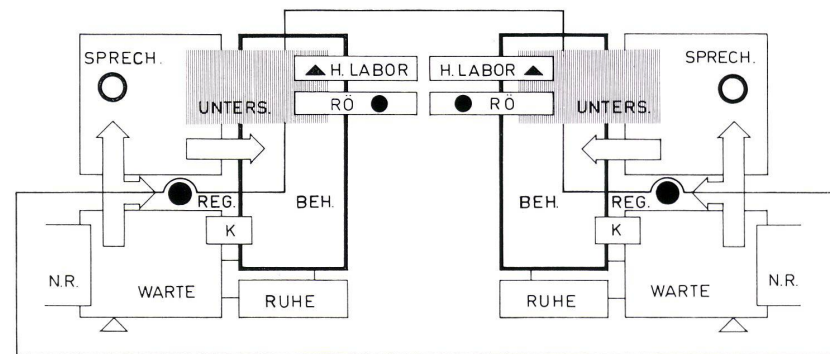 SPRECH.
H. LABOR
H. LABOR
SPRECH.
UNTERS.
RÖ
RÖ
UNTERS.
REG.
BEH.
BEH.
REG.
K
K
N.R.
WARTE
RUHE
RUHE
WARTE
N.R.